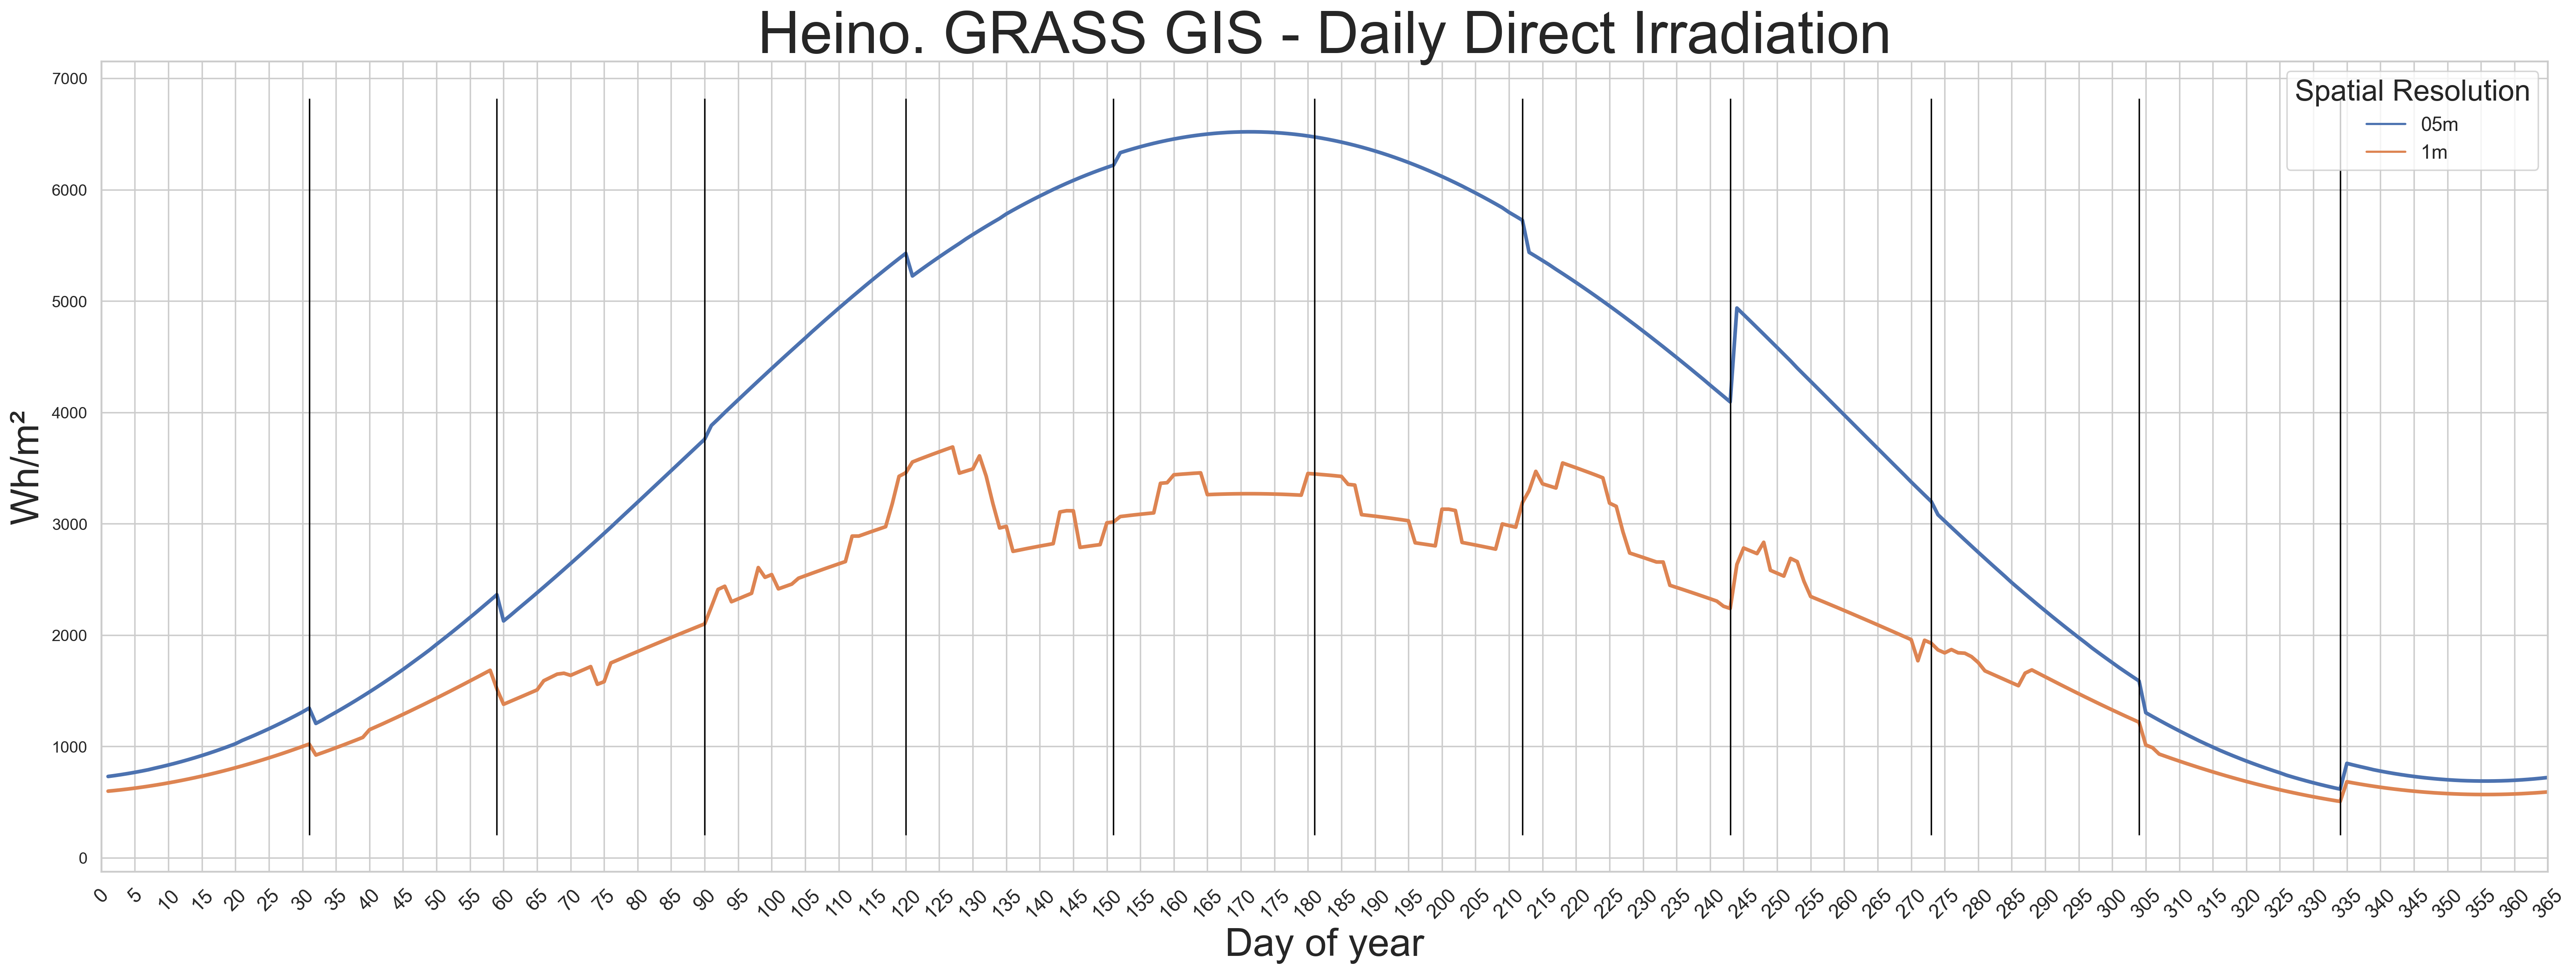 Heino. GRASS GIS - Daily Direct Irradiation
Spatial Resolution
05m
1m
Wh/m²
7000
6000
5000
4000
3000
2000
1000
0
0 5 10 15 20 25 30 35 40 45 50 55 60 65 70 75 80 85 90 95 100 105 110 115 120 125 130 135 140 145 150 155 160 165 170 175 180 185 190 195 200 205 210 215 220 225 230 235 240 245 250 255 260 265 270 275 280 285 290 295 300 305 310 315 320 325 330 335 340 345 350 355 360 365
Day of year